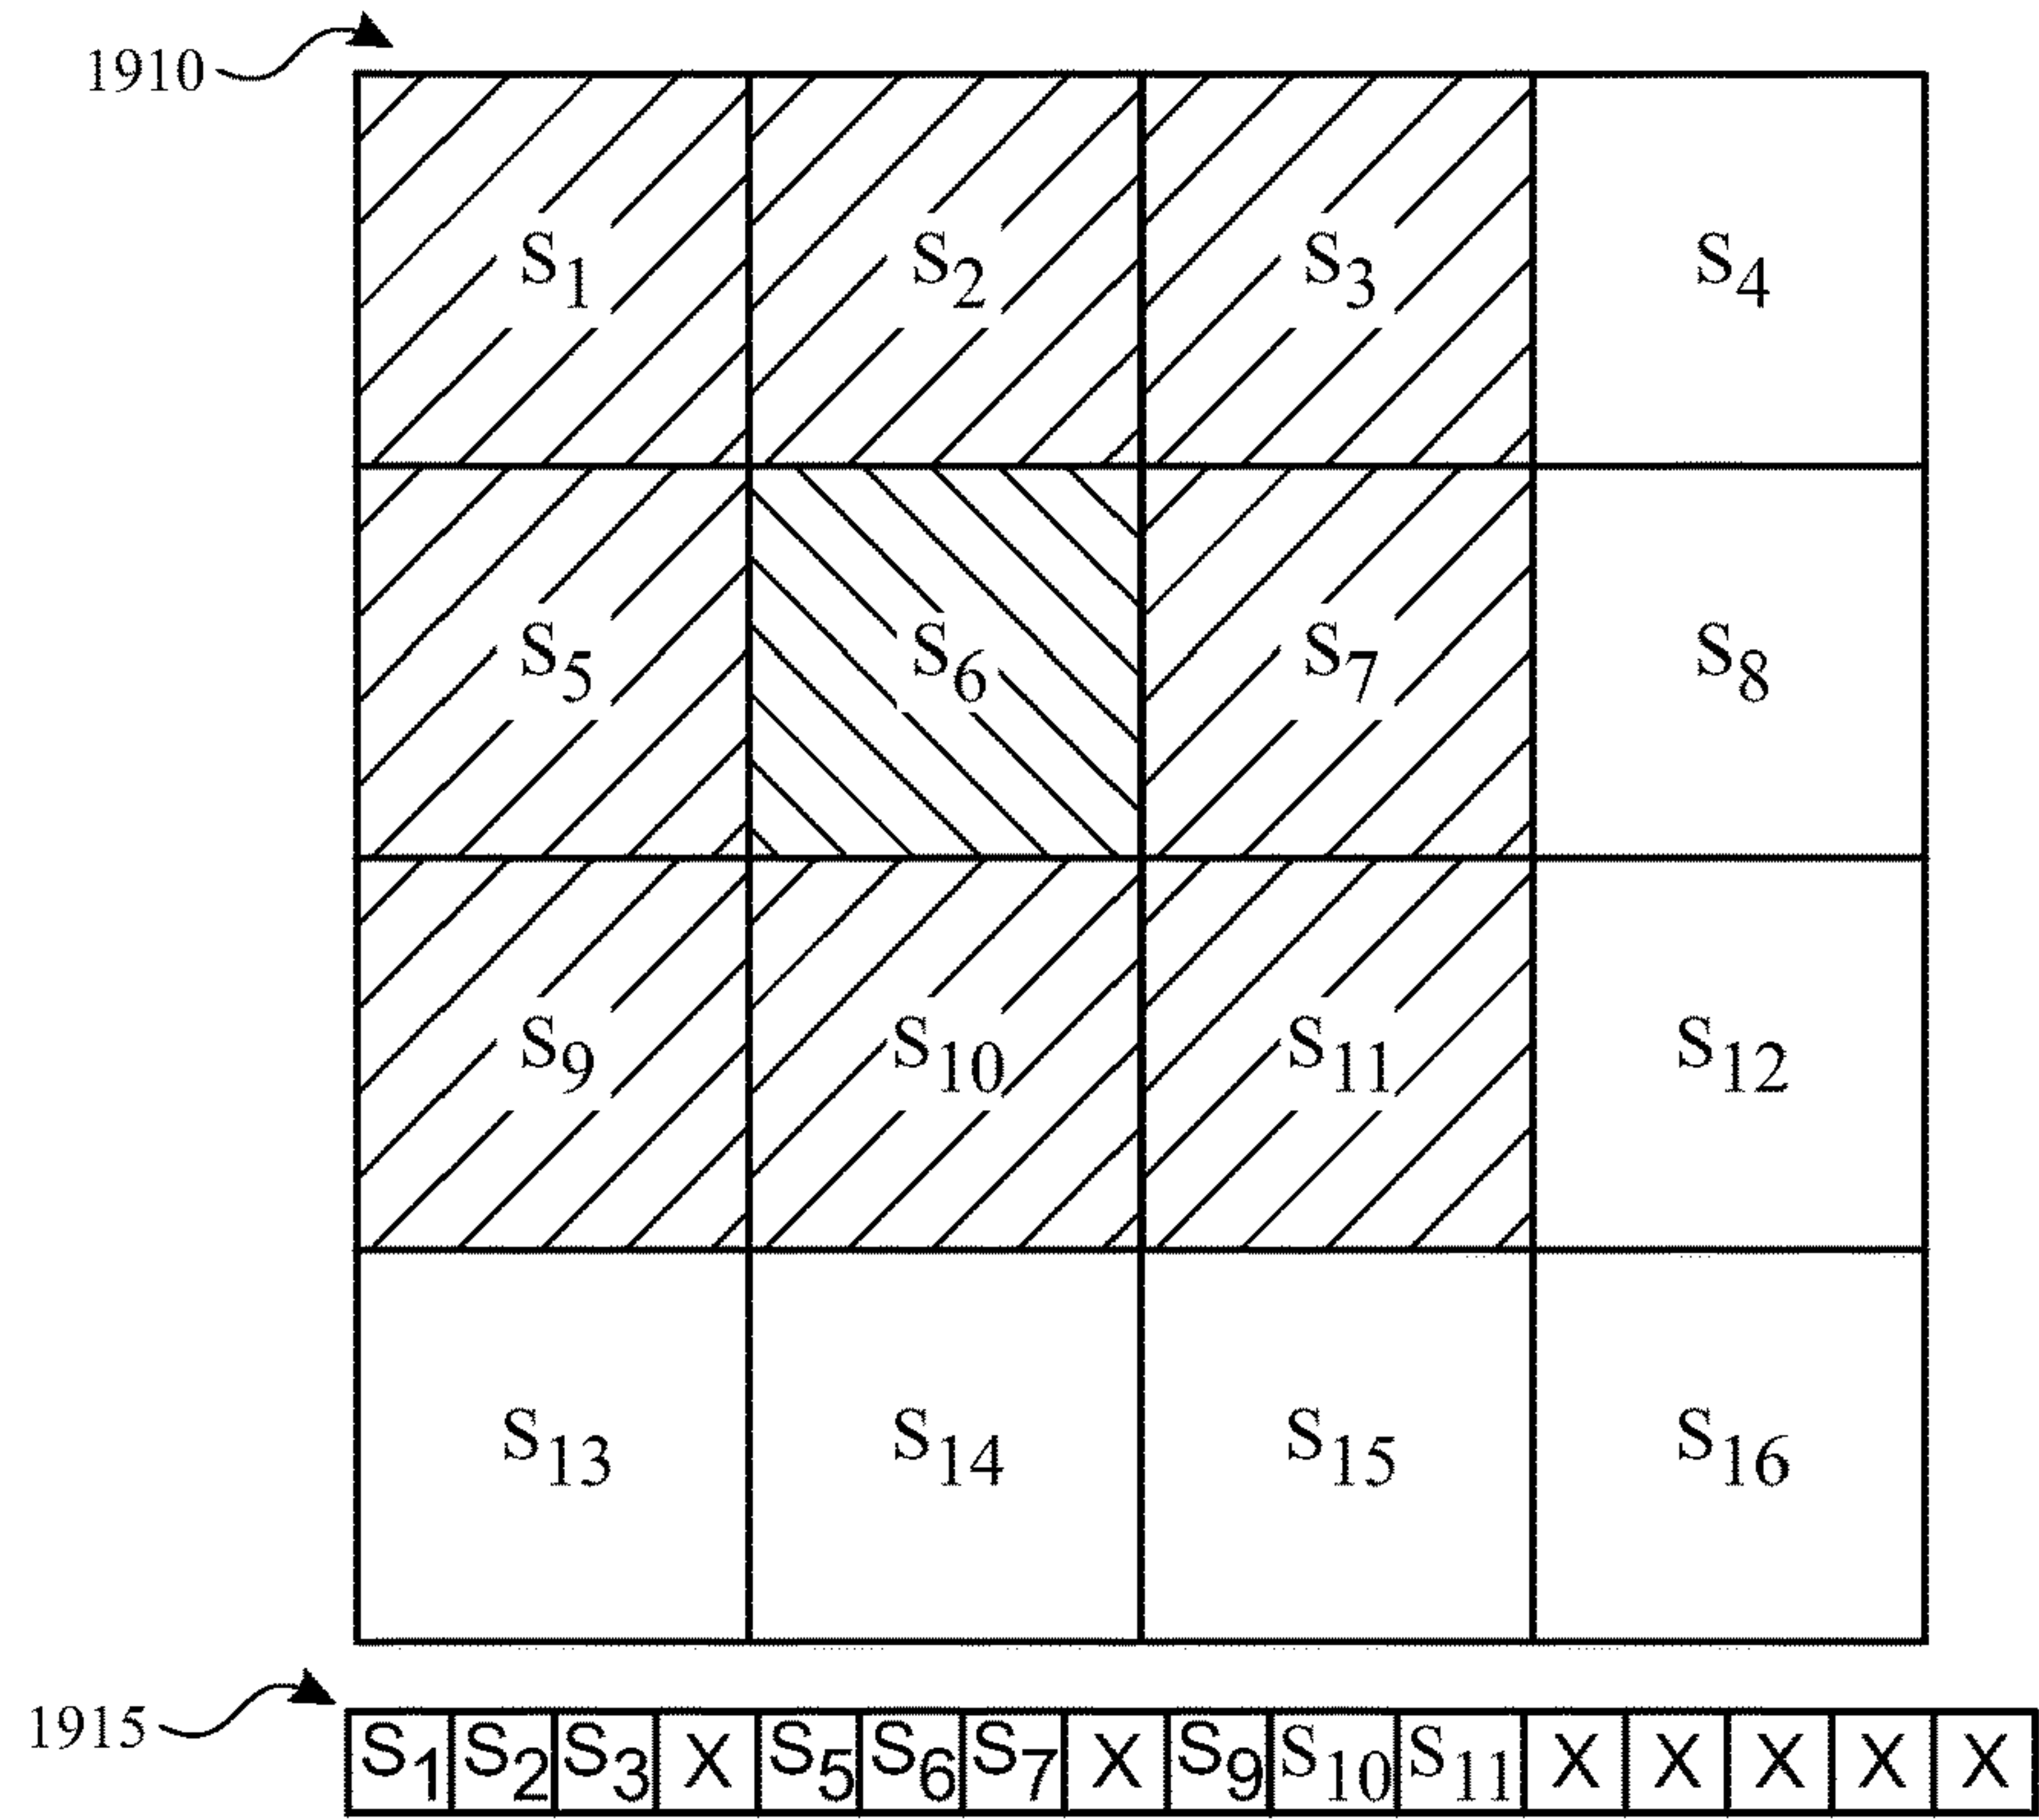 1910
S1 S2 S3 S4
S5 S6 S7 S8
S9 S10 S11 S12
S13 S14 S15 S16
1915 S1 S2 S3 X S5 S6 S7 X S9 S10 S11 X X X X X